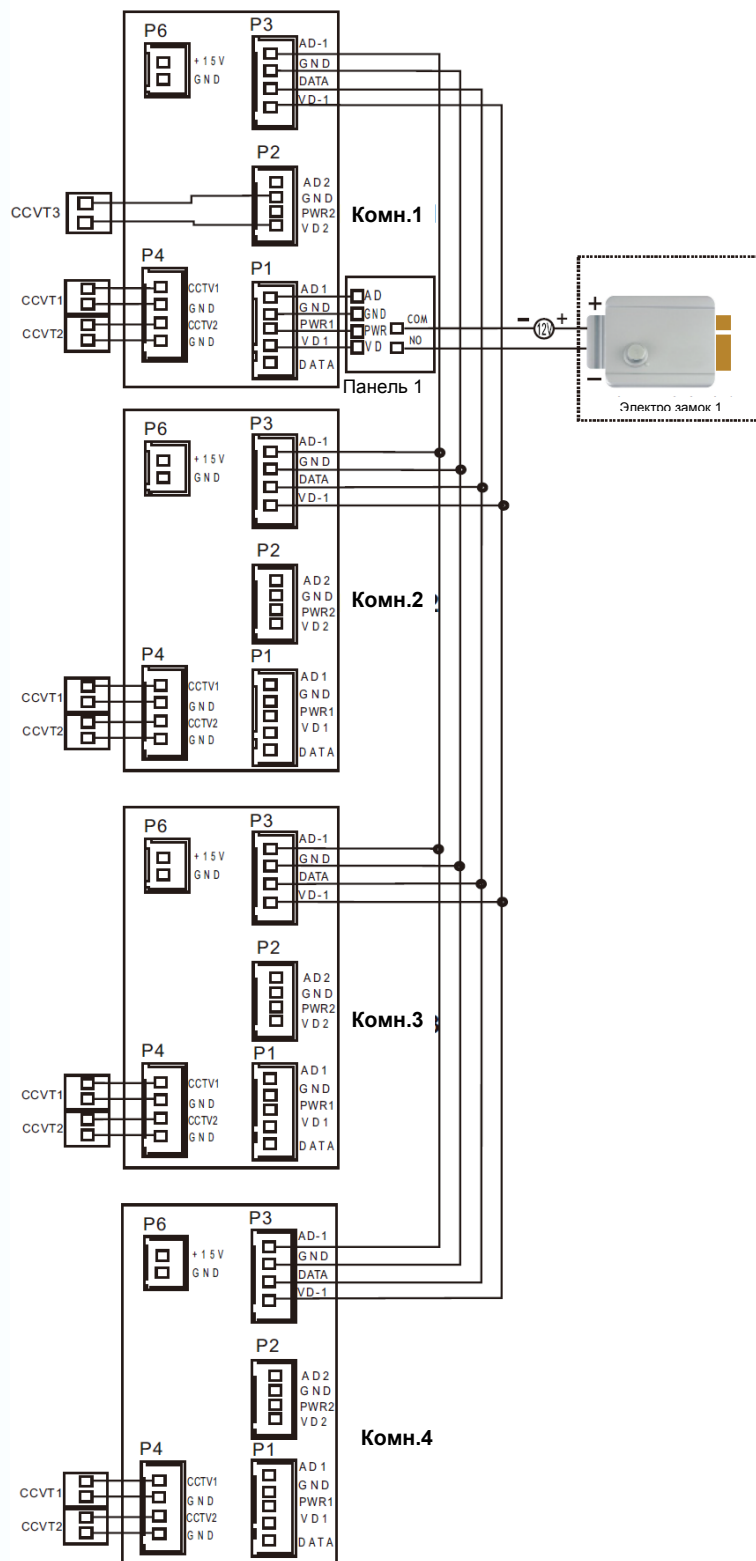 P6
+15V
GND
P3
AD-1
GND
DATA
VD-1
P2
AD2
GND
PWR2
VD2
Комн.1
CCVT3
P4
CCTV1
GND
CCTV2
GND
CCVT1
CCVT2
P1
AD1
GND
PWR1
VD1
DATA
AD
GND
PWR
VD
COM
NO
Панель 1
− 12V +
+
−
Электро замок 1
P6
+15V
GND
P3
AD-1
GND
DATA
VD-1
P2
AD2
GND
PWR2
VD2
Комн.2
P4
CCTV1
GND
CCTV2
GND
CCVT1
CCVT2
P1
AD1
GND
PWR1
VD1
DATA
P6
+15V
GND
P3
AD-1
GND
DATA
VD-1
P2
AD2
GND
PWR2
VD2
Комн.3
P4
CCTV1
GND
CCTV2
GND
CCVT1
CCVT2
P1
AD1
GND
PWR1
VD1
DATA
P6
+15V
GND
P3
AD-1
GND
DATA
VD-1
P2
AD2
GND
PWR2
VD2
Комн.4
P4
CCTV1
GND
CCTV2
GND
CCVT1
CCVT2
P1
AD1
GND
PWR1
VD1
DATA